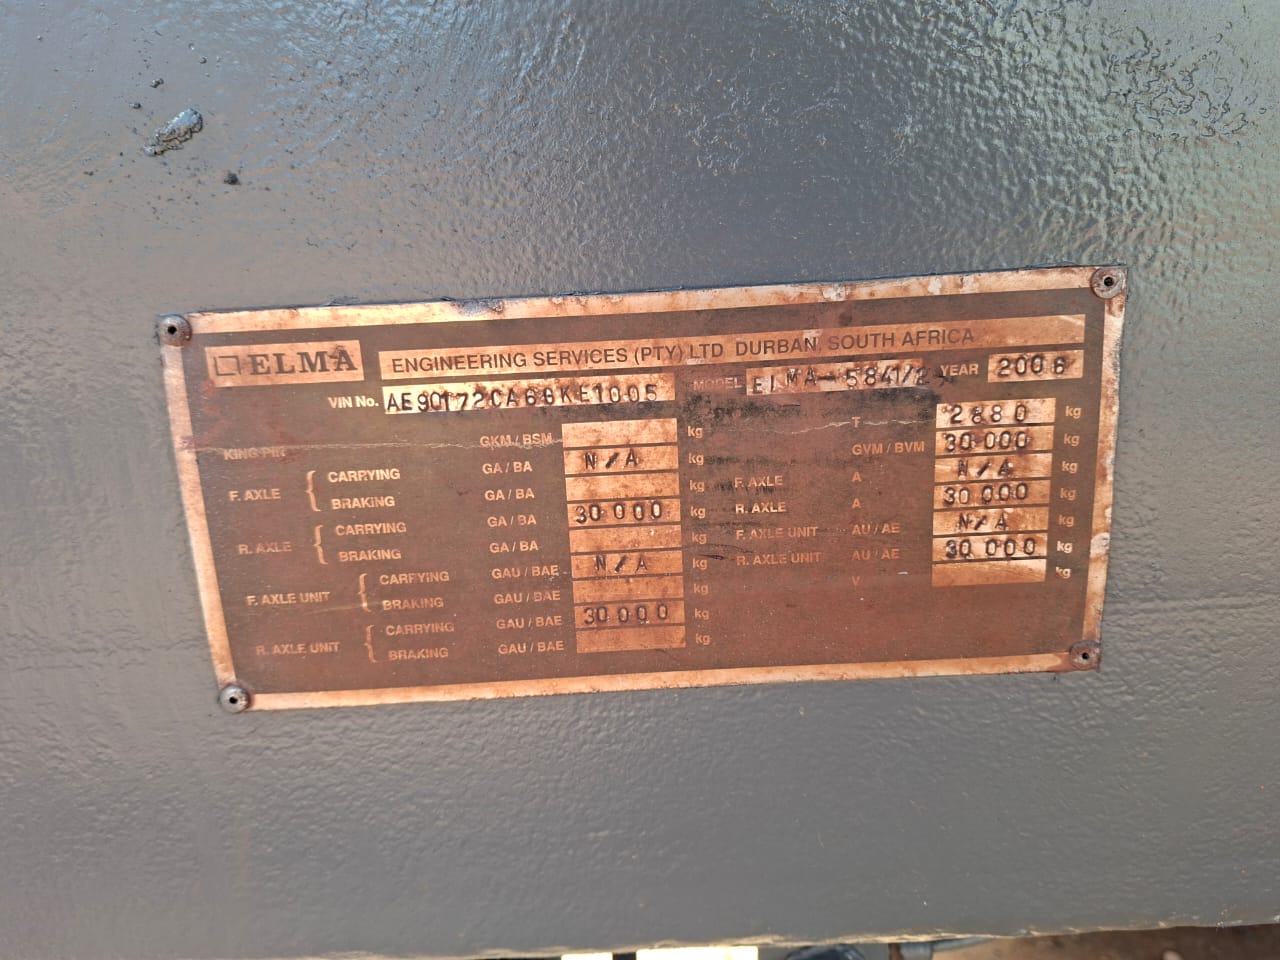 ELMA ENGINEERING SERVICES (PTY) LTD DURBAN, SOUTH AFRICA
VIN No. MODEL YEAR 2006
KING PIN GKM / BSM kg T 2880 kg
F. AXLE CARRYING GA / BA N/A kg GVM / BVM 30 000 kg
BRAKING GA / BA kg F. AXLE A N/A kg
R. AXLE CARRYING GA / BA 30 000 kg R. AXLE A 30 000 kg
BRAKING GA / BA kg F. AXLE UNIT AU / AE N/A kg
F. AXLE UNIT CARRYING GAU / BAE N/A kg R. AXLE UNIT AU / AE 30 000 kg
BRAKING GAU / BAE kg V kg
R. AXLE UNIT CARRYING GAU / BAE 30 000 kg
BRAKING GAU / BAE kg